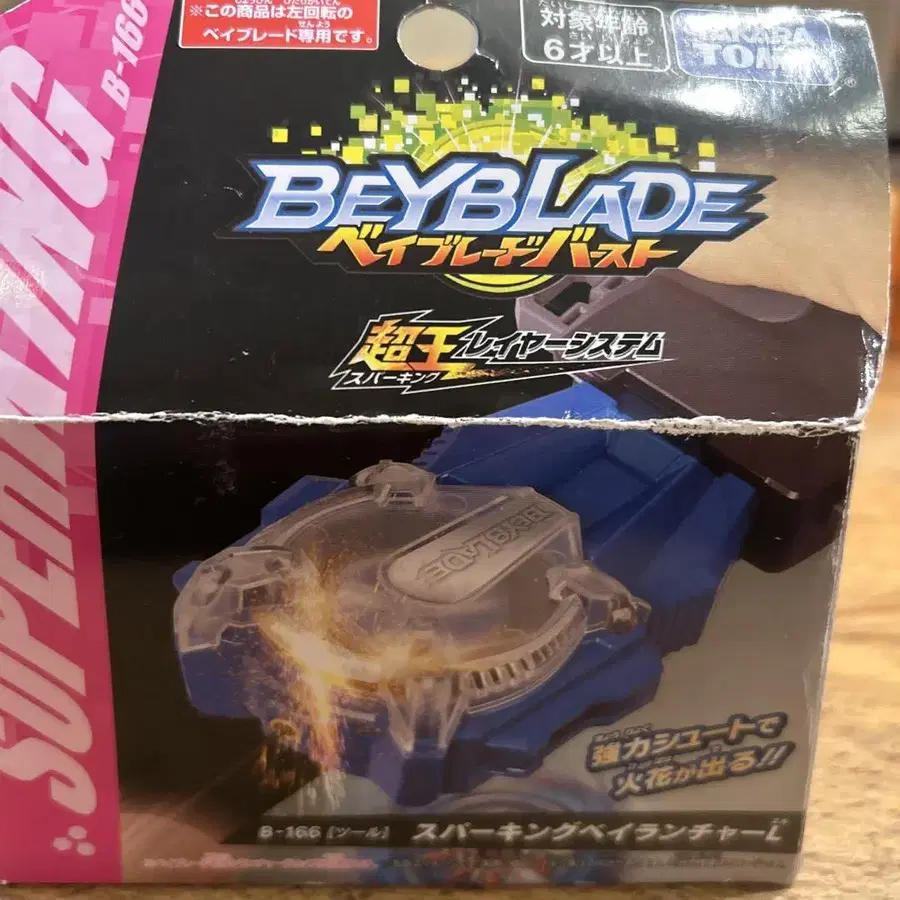 ※この商品は左回転の
ベイブレード専用です。
対象年齢
6才以上
TAKARA
TOMY
SUPERKING
B-166
BEYBLADE
ベイブレードバースト
超王レイヤーシステム
スパーキング
BEYBLADE
強力シュートで
火花が出る!!
B-166 [ツール] スパーキングベイランチャーL